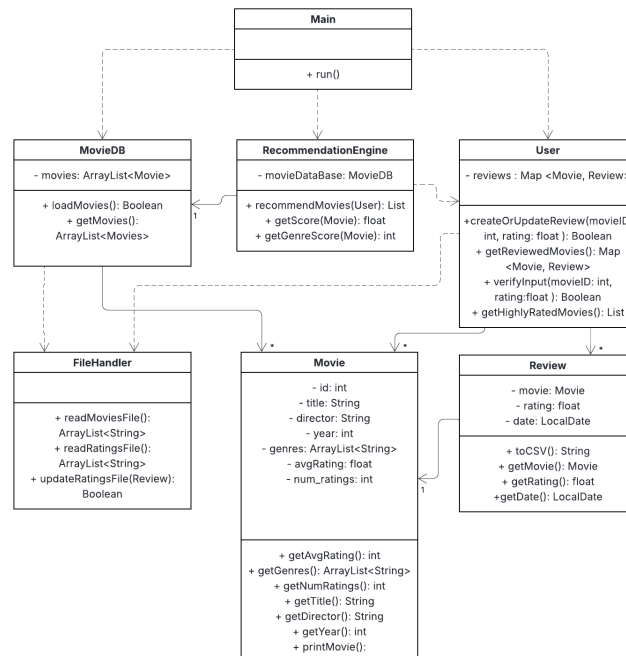 Main
+ run()
MovieDB
- movies: ArrayList<Movie>
+ loadMovies(): Boolean
+ getMovies():
ArrayList<Movies>
RecommendationEngine
- movieDataBase: MovieDB
+ recommendMovies(User): List
+ getScore(Movie): float
+ getGenreScore(Movie): int
User
- reviews : Map <Movie, Review>
+createOrUpdateReview(movieID
int, rating: float ): Boolean
+ getReviewedMovies(): Map
<Movie, Review>
+ verifyInput(movieID: int,
rating:float ): Boolean
+ getHighlyRatedMovies(): List
1
*
*
*
FileHandler
+ readMoviesFile():
ArrayList<String>
+ readRatingsFile():
ArrayList<String>
+ updateRatingsFile(Review):
Boolean
Movie
- id: int
- title: String
- director: String
- year: int
- genres: ArrayList<String>
- avgRating: float
- num_ratings: int
+ getAvgRating(): int
+ getGenres(): ArrayList<String>
+ getNumRatings(): int
+ getTitle(): String
+ getDirector(): String
+ getYear(): int
+ printMovie():
Review
- movie: Movie
- rating: float
- date: LocalDate
+ toCSV(): String
+ getMovie(): Movie
+ getRating(): float
+getDate(): LocalDate
1